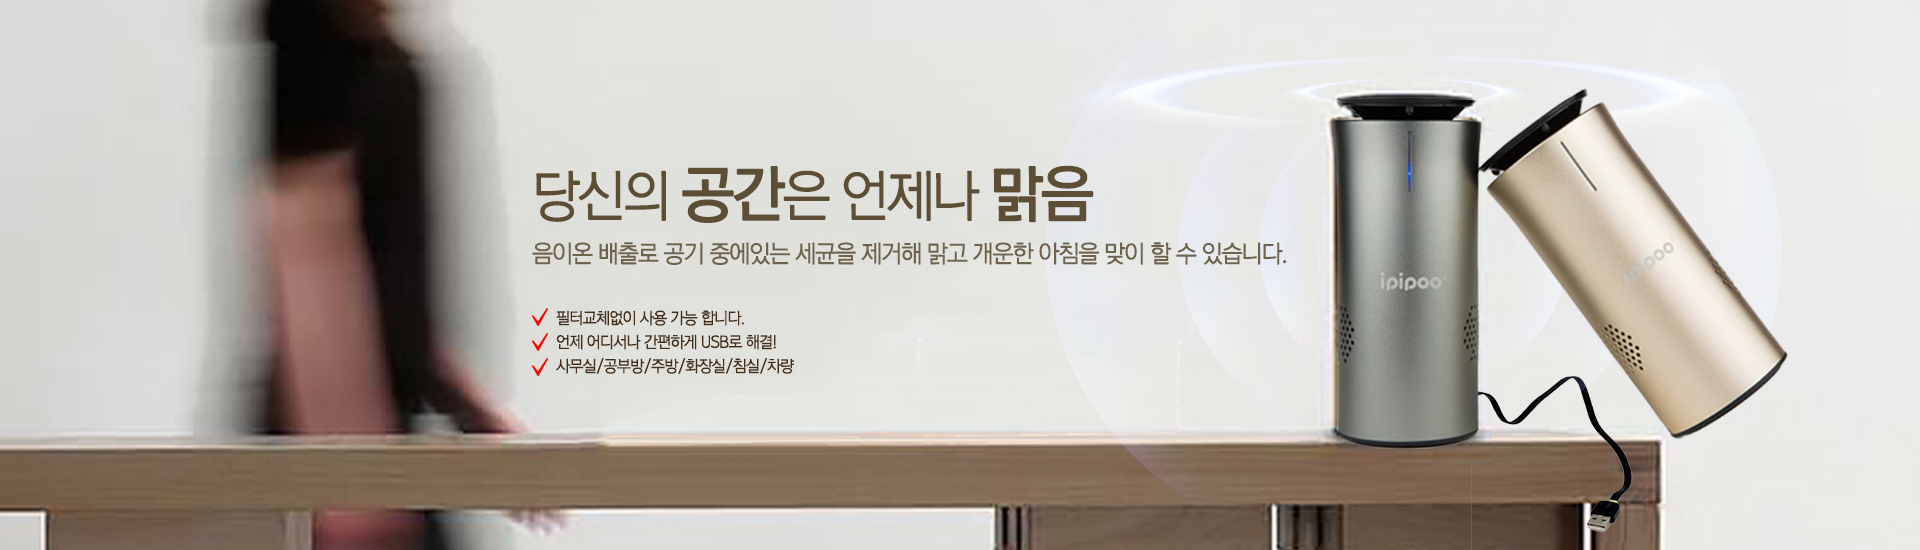 당신의 공간은 언제나 맑음
음이온 배출로 공기 중에있는 세균을 제거해 맑고 개운한 아침을 맞이 할 수 있습니다.
필터교체없이 사용 가능 합니다.
언제 어디서나 간편하게 USB로 해결!
사무실/공부방/주방/화장실/침실/차량
ipipoo
ipipoo